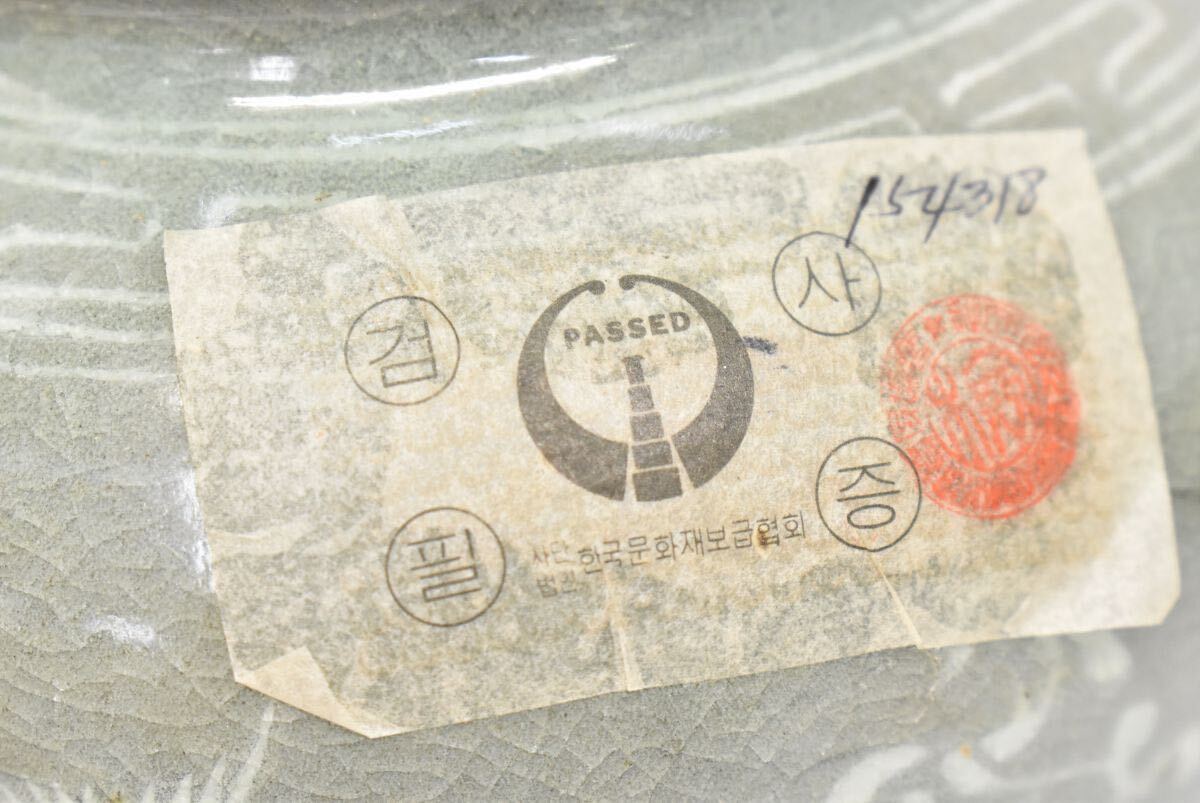 154318
검 사
PASSED
필 증
사단
법인 한국문화재보급협회